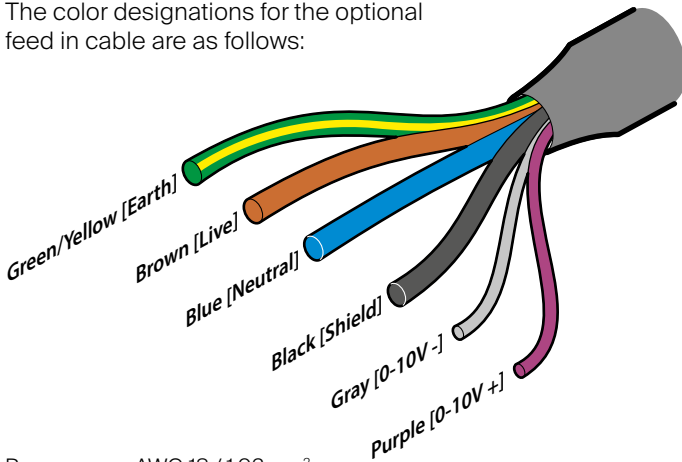 The color designations for the optional
feed in cable are as follows:
Green/Yellow [Earth]
Brown [Live]
Blue [Neutral]
Black [Shield]
Gray [0-10V -]
Purple [0-10V +]